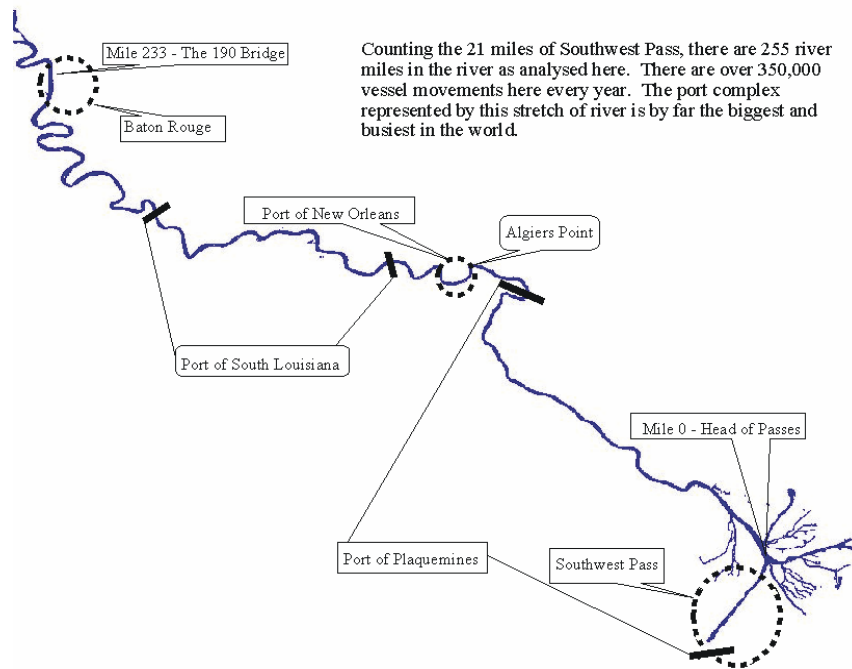 Mile 233 - The 190 Bridge
Counting the 21 miles of Southwest Pass, there are 255 river
miles in the river as analysed here.  There are over 350,000
vessel movements here every year.  The port complex
represented by this stretch of river is by far the biggest and
busiest in the world.
Baton Rouge
Port of New Orleans
Algiers Point
Port of South Louisiana
Mile 0 - Head of Passes
Port of Plaquemines
Southwest Pass